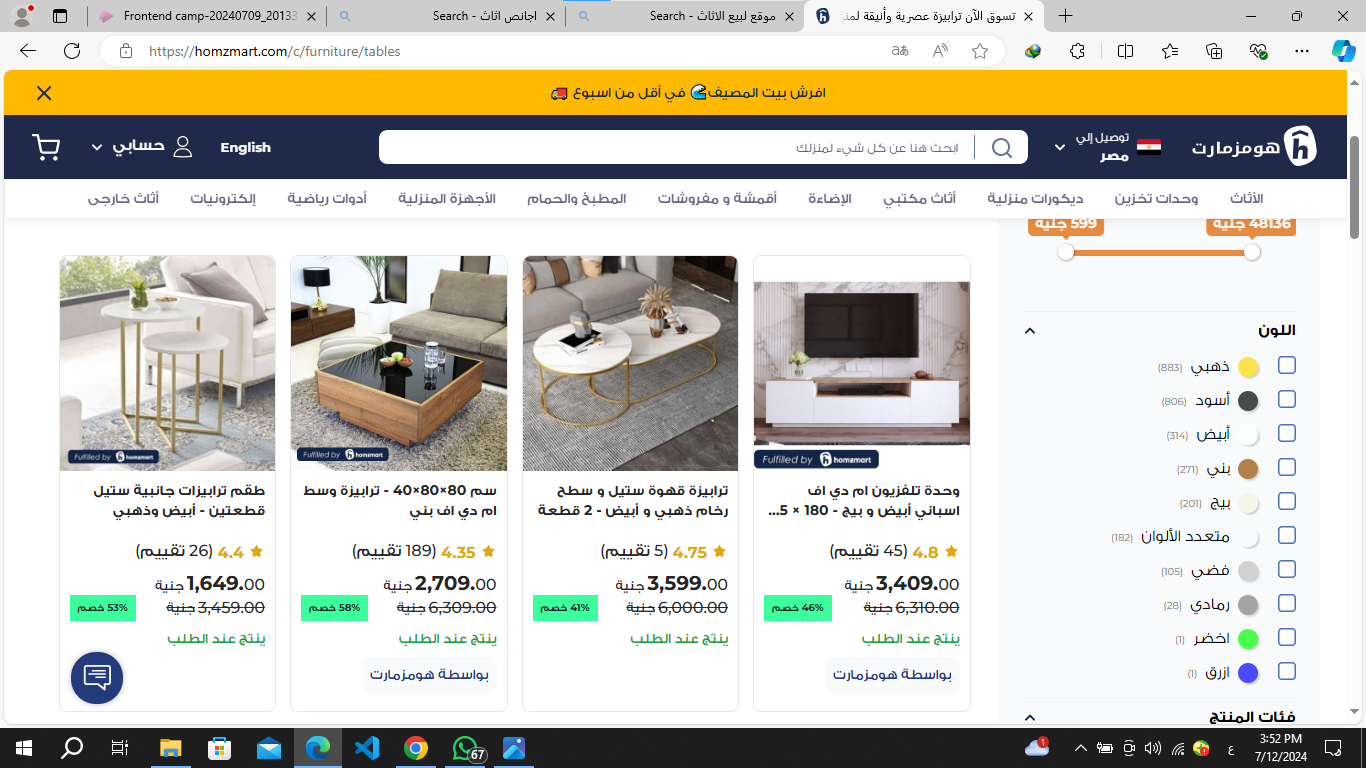 Frontend camp-20240709_20133
اجانص اثاث - Search
موقع لبيع الاثاث - Search
تسوق الآن ترابيزة عصرية وأنيقة لمنز
https://homzmart.com/c/furniture/tables
افرش بيت المصيف🌊 في أقل من اسبوع 🚚
هومزمارت
توصيل إلي
مصر
ابحث هنا عن كل شيء لمنزلك
English
حسابي
الأثاث
وحدات تخزين
ديكورات منزلية
أثاث مكتبي
الإضاءة
أقمشة و مفروشات
المطبخ والحمام
الأجهزة المنزلية
أدوات رياضية
إلكترونيات
أثاث خارجى
48136 جنية
599 جنية
اللون
ذهبي (883)
أسود (806)
أبيض (314)
بني (271)
بيج (201)
متعدد الألوان (182)
فضي (105)
رمادي (28)
اخضر (1)
ازرق (1)
فئات المنتج
Fulfilled by homzmart
وحدة تلفزيون ام دي اف
اسباني أبيض و بيج - 180 × 5...
4.8 (45 تقييم)
3,409.00 جنية
6,310.00 جنية
46% خصم
ينتج عند الطلب
بواسطة هومزمارت
ترابيزة قهوة ستيل و سطح
رخام ذهبي و أبيض - 2 قطعة
4.75 (5 تقييم)
3,599.00 جنية
6,000.00 جنية
41% خصم
ينتج عند الطلب
Fulfilled by homzmart
سم 80×80×40 - ترابيزة وسط
ام دي اف بني
4.35 (189 تقييم)
2,709.00 جنية
6,309.00 جنية
58% خصم
ينتج عند الطلب
بواسطة هومزمارت
Fulfilled by homzmart
طقم ترابيزات جانبية ستيل
قطعتين - أبيض وذهبي
4.4 (26 تقييم)
1,649.00 جنية
3,459.00 جنية
53% خصم
ينتج عند الطلب
67
1
ع
3:52 PM
7/12/2024